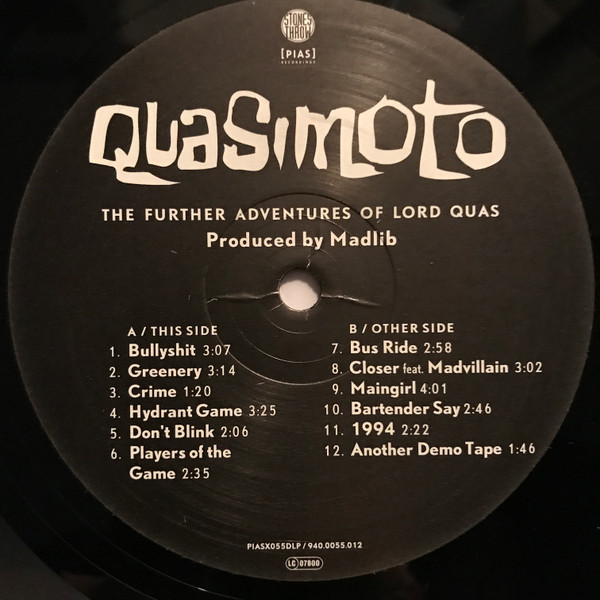 STONES
THROW
[PIAS]
RECORDINGS
QUASIMOTO
THE FURTHER ADVENTURES OF LORD QUAS
Produced by Madlib
A / THIS SIDE
1. Bullyshit 3:07
2. Greenery 3:14
3. Crime 1:20
4. Hydrant Game 3:25
5. Don't Blink 2:06
6. Players of the
Game 2:35
B / OTHER SIDE
7. Bus Ride 2:58
8. Closer feat. Madvillain 3:02
9. Maingirl 4:01
10. Bartender Say 2:46
11. 1994 2:22
12. Another Demo Tape 1:46
PIASX055DLP / 940.0055.012
LC 07800